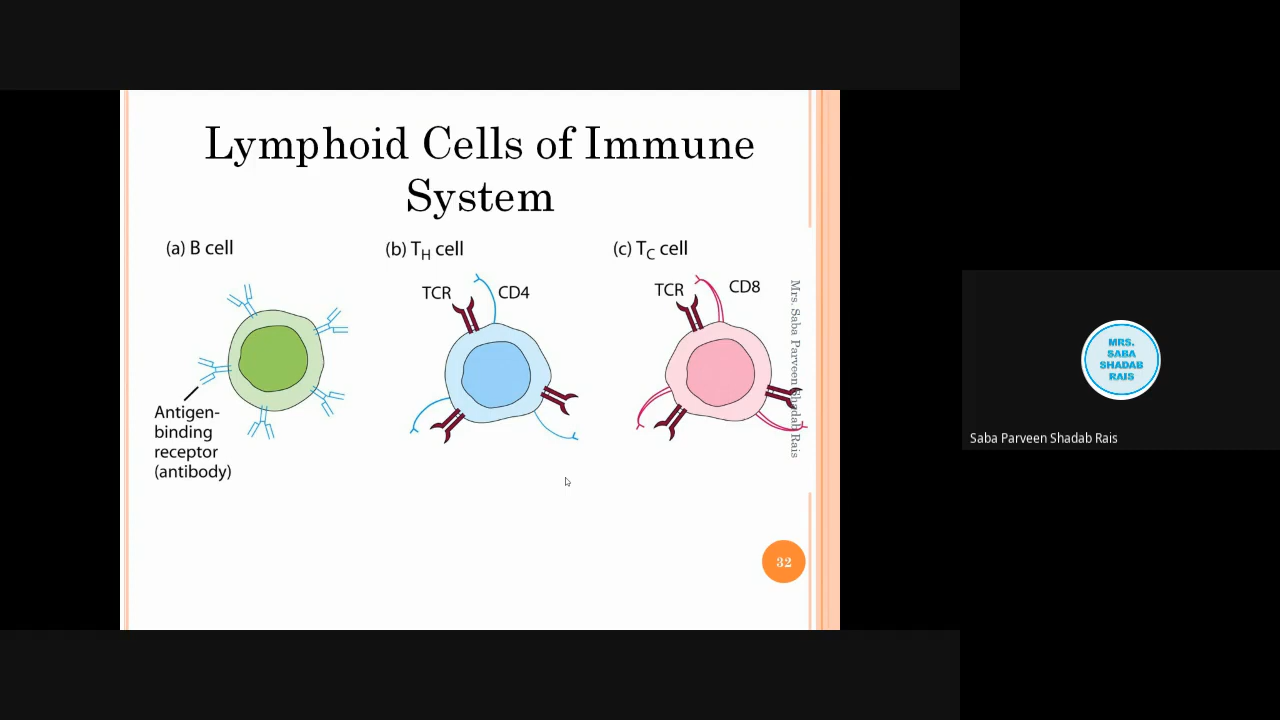 Lymphoid Cells of Immune
System
(a) B cell
(b) TH cell
(c) TC cell
TCR
CD4
TCR
CD8
Antigen-
binding
receptor
(antibody)
Mrs. Saba Parveen Shadab Rais
32
MRS.
SABA
SHADAB
RAIS
Saba Parveen Shadab Rais